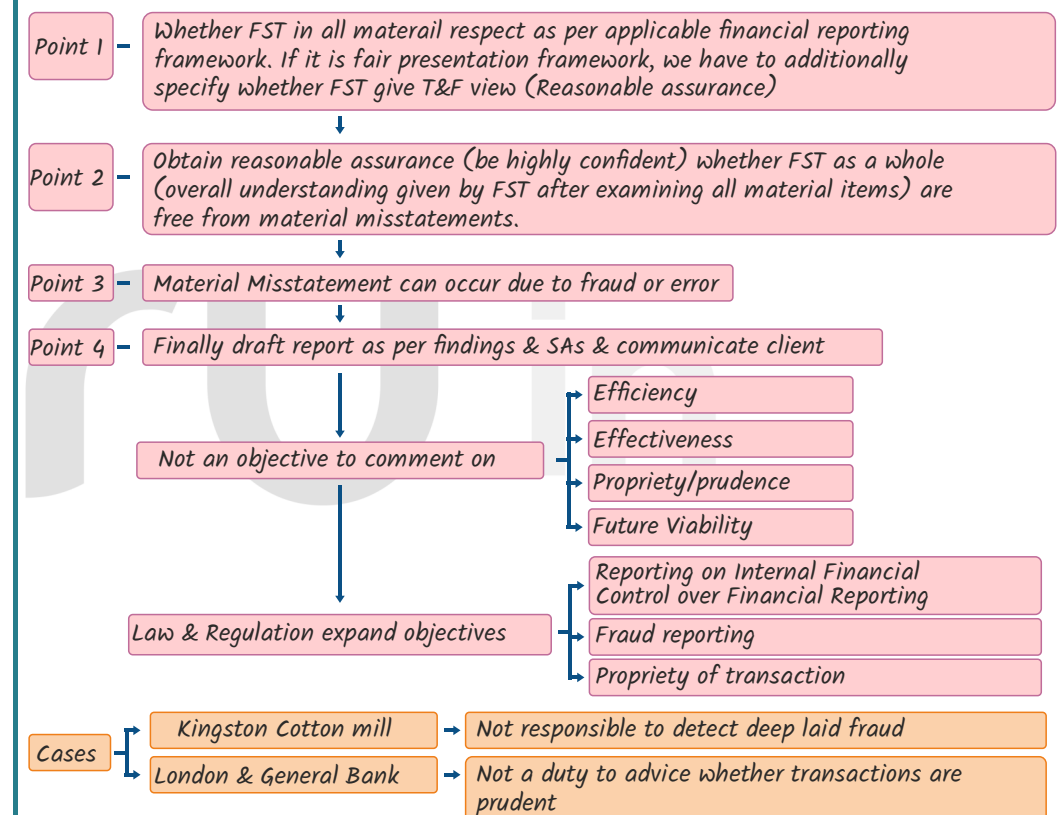 Point 1
Whether FST in all materail respect as per applicable financial reporting
framework. If it is fair presentation framework, we have to additionally
specify whether FST give T&F view (Reasonable assurance)
Point 2
Obtain reasonable assurance (be highly confident) whether FST as a whole
(overall understanding given by FST after examining all material items) are
free from material misstatements.
Point 3
Material Misstatement can occur due to fraud or error
Point 4
Finally draft report as per findings & SAs & communicate client
Not an objective to comment on
Efficiency
Effectiveness
Propriety/prudence
Future Viability
Law & Regulation expand objectives
Reporting on Internal Financial
Control over Financial Reporting
Fraud reporting
Propriety of transaction
Cases
Kingston Cotton mill
Not responsible to detect deep laid fraud
London & General Bank
Not a duty to advice whether transactions are
prudent